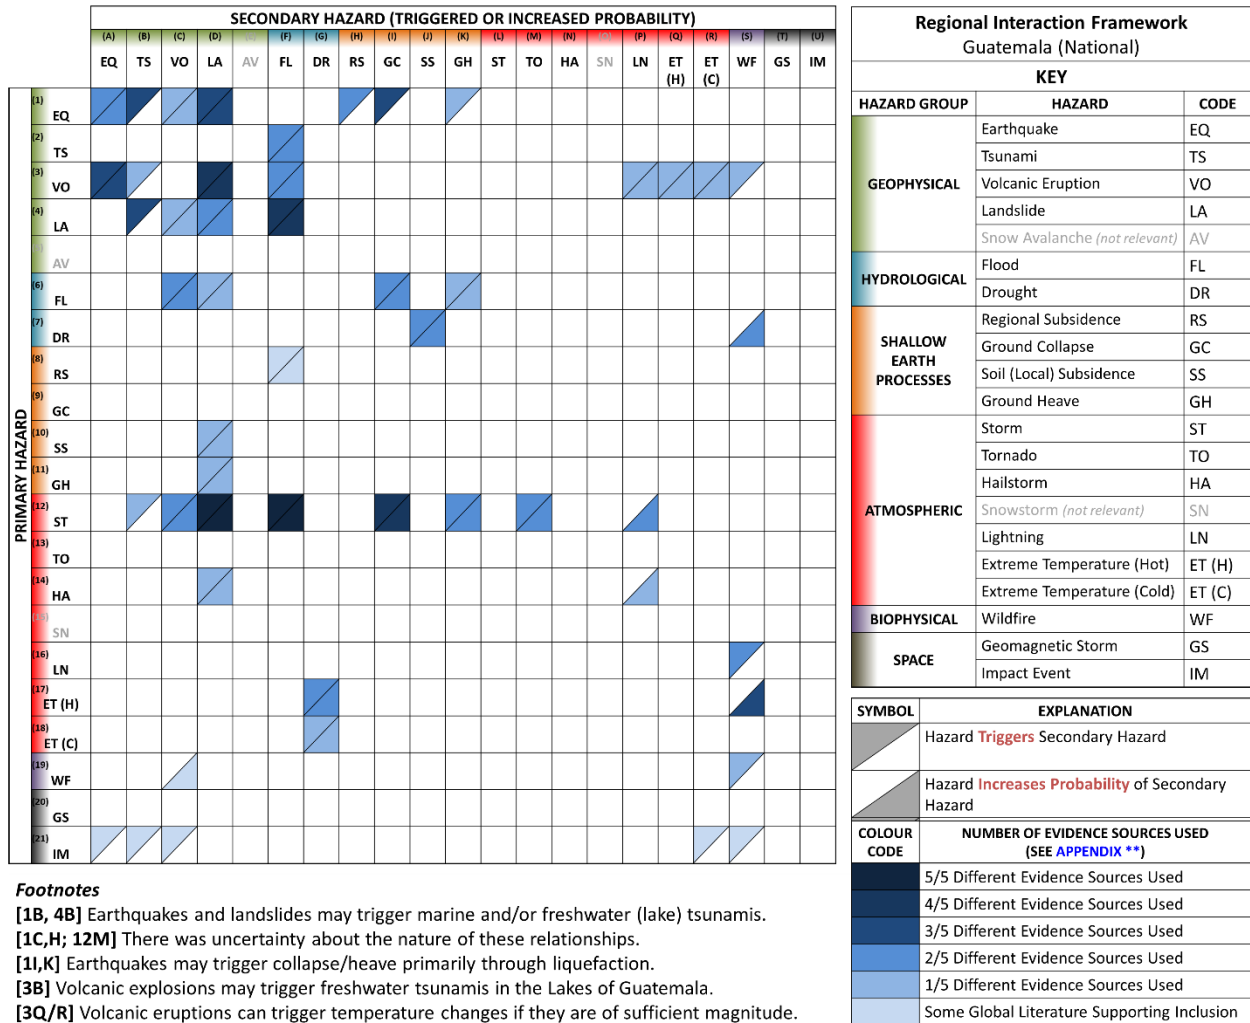 SECONDARY HAZARD (TRIGGERED OR INCREASED PROBABILITY)
(A) (B) (C) (D) (F) (G) (H) (I) (J) (K) (L) (M) (N) (P) (Q) (R) (S) (T) (U)
EQ TS VO LA AV FL DR RS GC SS GH ST TO HA SN LN ET (H) ET (C) WF GS IM
PRIMARY HAZARD
(1) EQ
(2) TS
(3) VO
(4) LA
AV
(6) FL
(7) DR
(8) RS
(9) GC
(10) SS
(11) GH
(12) ST
(13) TO
(14) HA
(15) SN
(16) LN
(17) ET (H)
(18) ET (C)
(19) WF
(20) GS
(21) IM
Footnotes
[1B, 4B] Earthquakes and landslides may trigger marine and/or freshwater (lake) tsunamis.
[1C,H; 12M] There was uncertainty about the nature of these relationships.
[1I,K] Earthquakes may trigger collapse/heave primarily through liquefaction.
[3B] Volcanic explosions may trigger freshwater tsunamis in the Lakes of Guatemala.
[3Q/R] Volcanic eruptions can trigger temperature changes if they are of sufficient magnitude.
Regional Interaction Framework
Guatemala (National)
KEY
HAZARD GROUP HAZARD CODE
GEOPHYSICAL
Earthquake EQ
Tsunami TS
Volcanic Eruption VO
Landslide LA
Snow Avalanche (not relevant) AV
HYDROLOGICAL
Flood FL
Drought DR
SHALLOW
EARTH
PROCESSES
Regional Subsidence RS
Ground Collapse GC
Soil (Local) Subsidence SS
Ground Heave GH
ATMOSPHERIC
Storm ST
Tornado TO
Hailstorm HA
Snowstorm (not relevant) SN
Lightning LN
Extreme Temperature (Hot) ET (H)
Extreme Temperature (Cold) ET (C)
BIOPHYSICAL
Wildfire WF
SPACE
Geomagnetic Storm GS
Impact Event IM
SYMBOL EXPLANATION
Hazard Triggers Secondary Hazard
Hazard Increases Probability of Secondary
Hazard
COLOUR
CODE
NUMBER OF EVIDENCE SOURCES USED
(SEE APPENDIX **)
5/5 Different Evidence Sources Used
4/5 Different Evidence Sources Used
3/5 Different Evidence Sources Used
2/5 Different Evidence Sources Used
1/5 Different Evidence Sources Used
Some Global Literature Supporting Inclusion